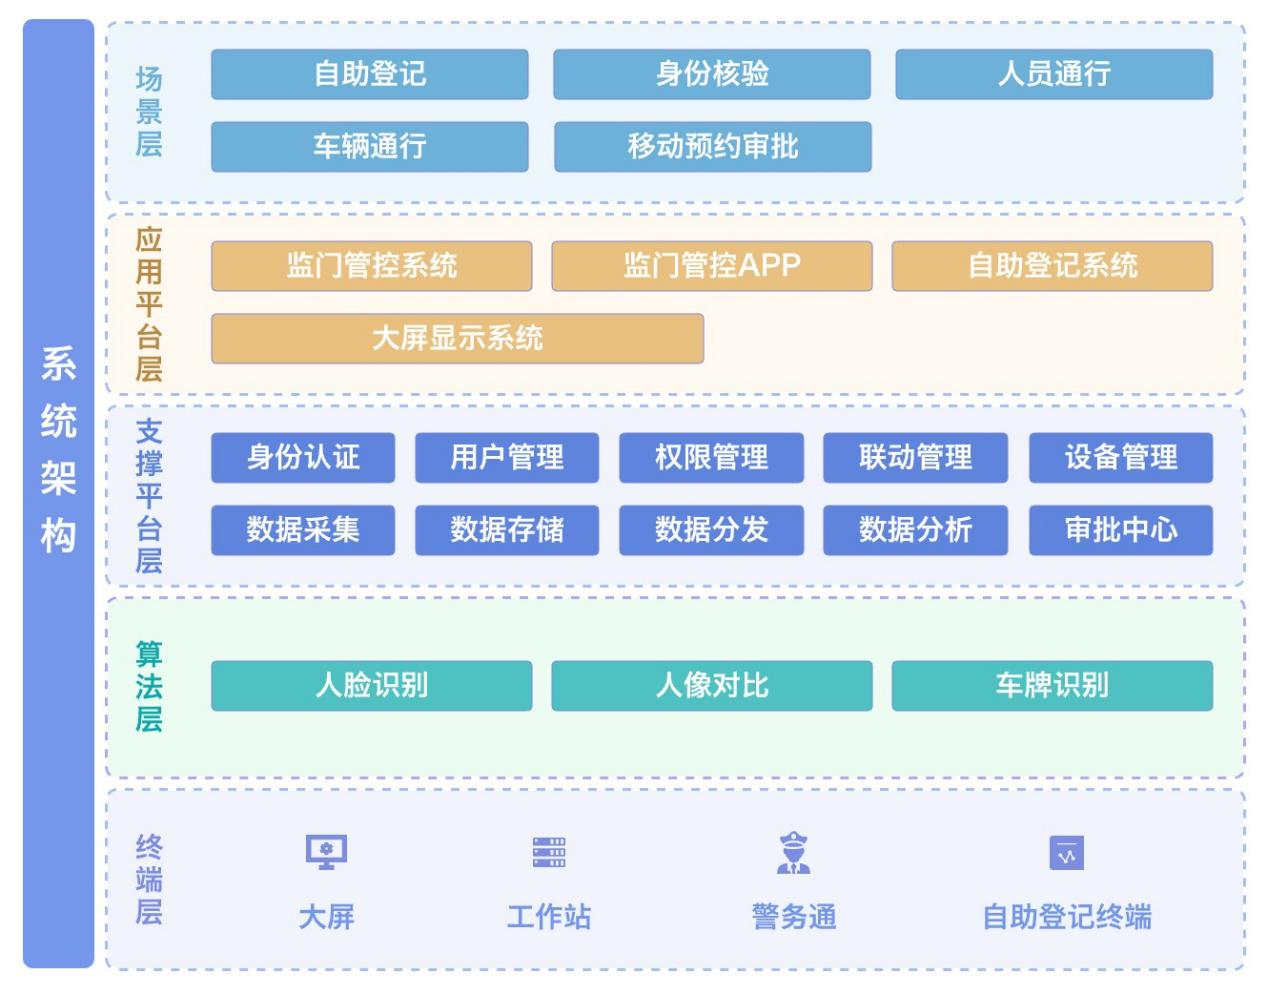 系统架构
场景层
自助登记
身份核验
人员通行
车辆通行
移动预约审批
应用平台层
监门管控系统
监门管控APP
自助登记系统
大屏显示系统
支撑平台层
身份认证
用户管理
权限管理
联动管理
设备管理
数据采集
数据存储
数据分发
数据分析
审批中心
算法层
人脸识别
人像对比
车牌识别
终端层
大屏
工作站
警务通
自助登记终端